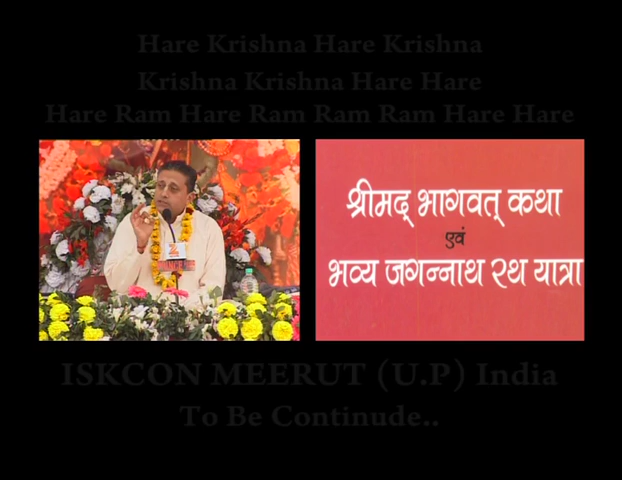 Hare Krishna Hare Krishna
Krishna Krishna Hare Hare
Hare Ram Hare Ram Ram Ram Hare Hare
श्रीमद् भागवत् कथा
एवं
भव्य जगन्नाथ रथ यात्रा
ISKCON MEERUT (U.P) India
To Be Continude..